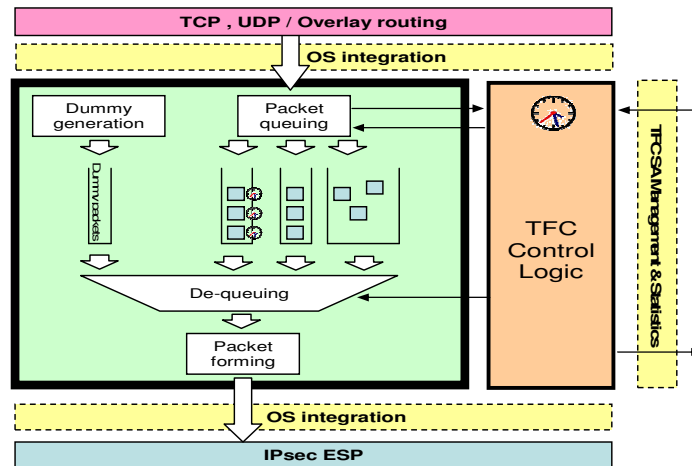 TCP , UDP / Overlay routing
OS integration
Dummy
generation
Packet
queuing
Dummy packets
TFC
Control
Logic
TFC SA Management & Statistics
De-queuing
Packet
forming
OS integration
IPsec ESP